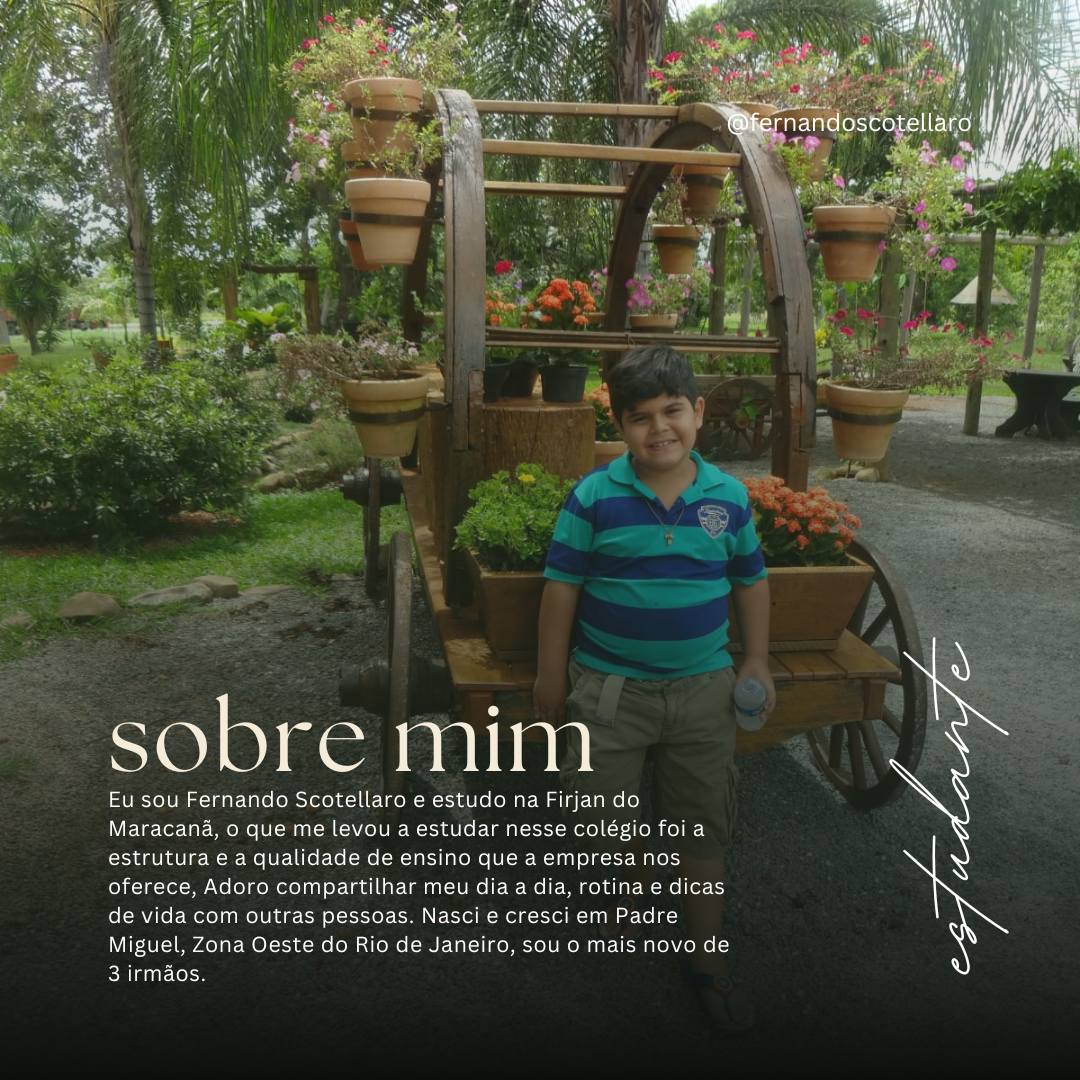 @fernandoscotellaro
sobre mim
Eu sou Fernando Scotellaro e estudo na Firjan do
Maracanã, o que me levou a estudar nesse colégio foi a
estrutura e a qualidade de ensino que a empresa nos
oferece, Adoro compartilhar meu dia a dia, rotina e dicas
de vida com outras pessoas. Nasci e cresci em Padre
Miguel, Zona Oeste do Rio de Janeiro, sou o mais novo de
3 irmãos.
estudante